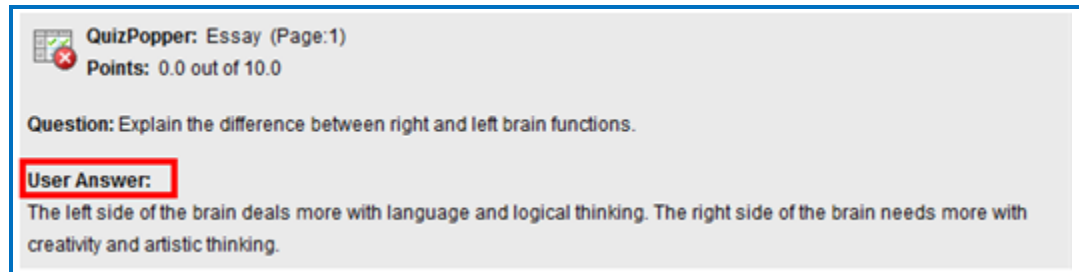 QuizPopper: Essay (Page:1)
Points: 0.0 out of 10.0
Question: Explain the difference between right and left brain functions.
User Answer:
The left side of the brain deals more with language and logical thinking. The right side of the brain needs more with
creativity and artistic thinking.